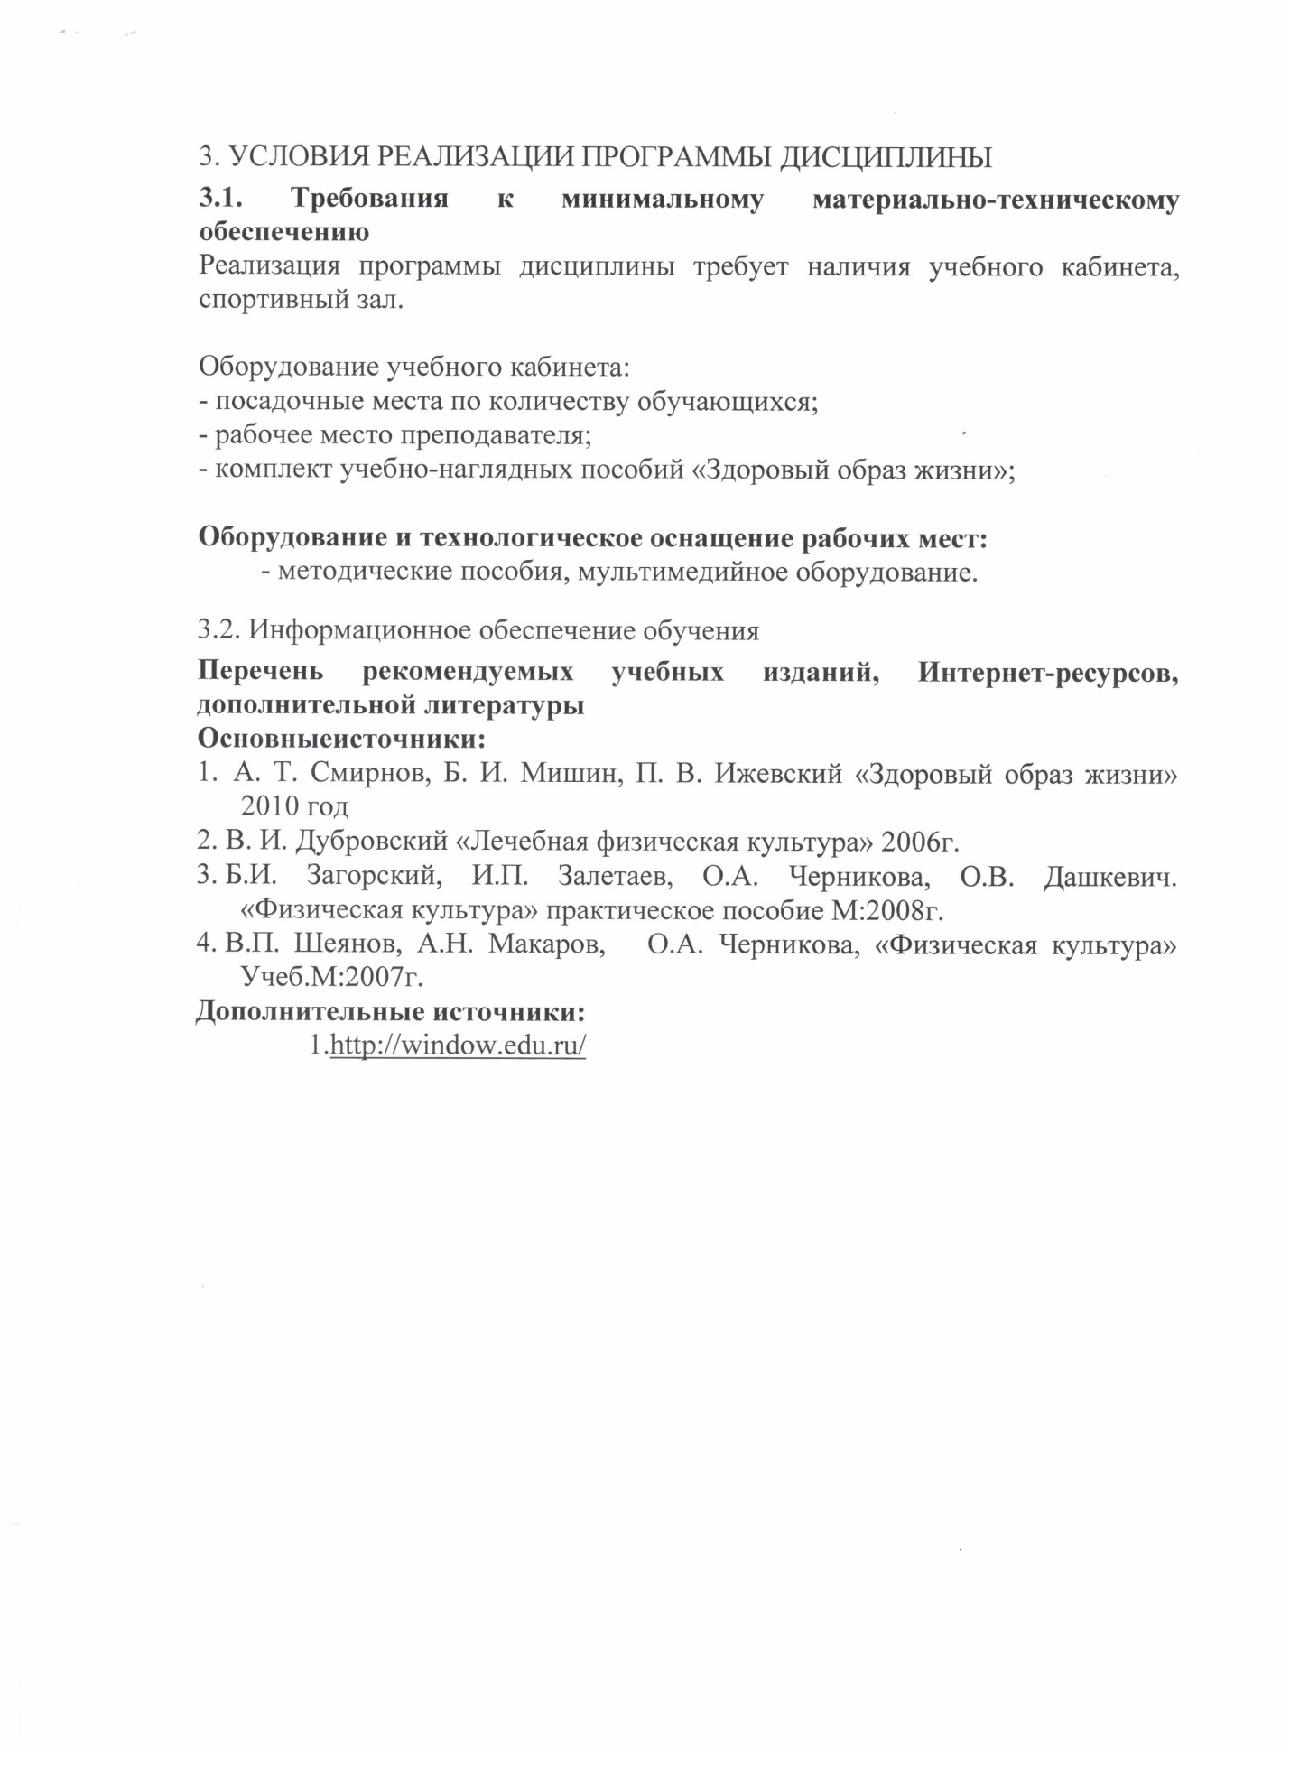 3. УСЛОВИЯ РЕАЛИЗАЦИИ ПРОГРАММЫ ДИСЦИПЛИНЫ
3.1. Требования к минимальному материально-техническому
обеспечению
Реализация программы дисциплины требует наличия учебного кабинета,
спортивный зал.
Оборудование учебного кабинета:
- посадочные места по количеству обучающихся;
- рабочее место преподавателя;
- комплект учебно-наглядных пособий «Здоровый образ жизни»;
Оборудование и технологическое оснащение рабочих мест:
- методические пособия, мультимедийное оборудование.
3.2. Информационное обеспечение обучения
Перечень рекомендуемых учебных изданий, Интернет-ресурсов,
дополнительной литературы
Основныеисточники:
1. А. Т. Смирнов, Б. И. Мишин, П. В. Ижевский «Здоровый образ жизни»
2010 год
2. В. И. Дубровский «Лечебная физическая культура» 2006г.
3. Б.И. Загорский, И.П. Залетаев, О.А. Черникова, О.В. Дашкевич.
«Физическая культура» практическое пособие М:2008г.
4. В.П. Шеянов, А.Н. Макаров, О.А. Черникова, «Физическая культура»
Учеб.М:2007г.
Дополнительные источники:
1.http://window.edu.ru/